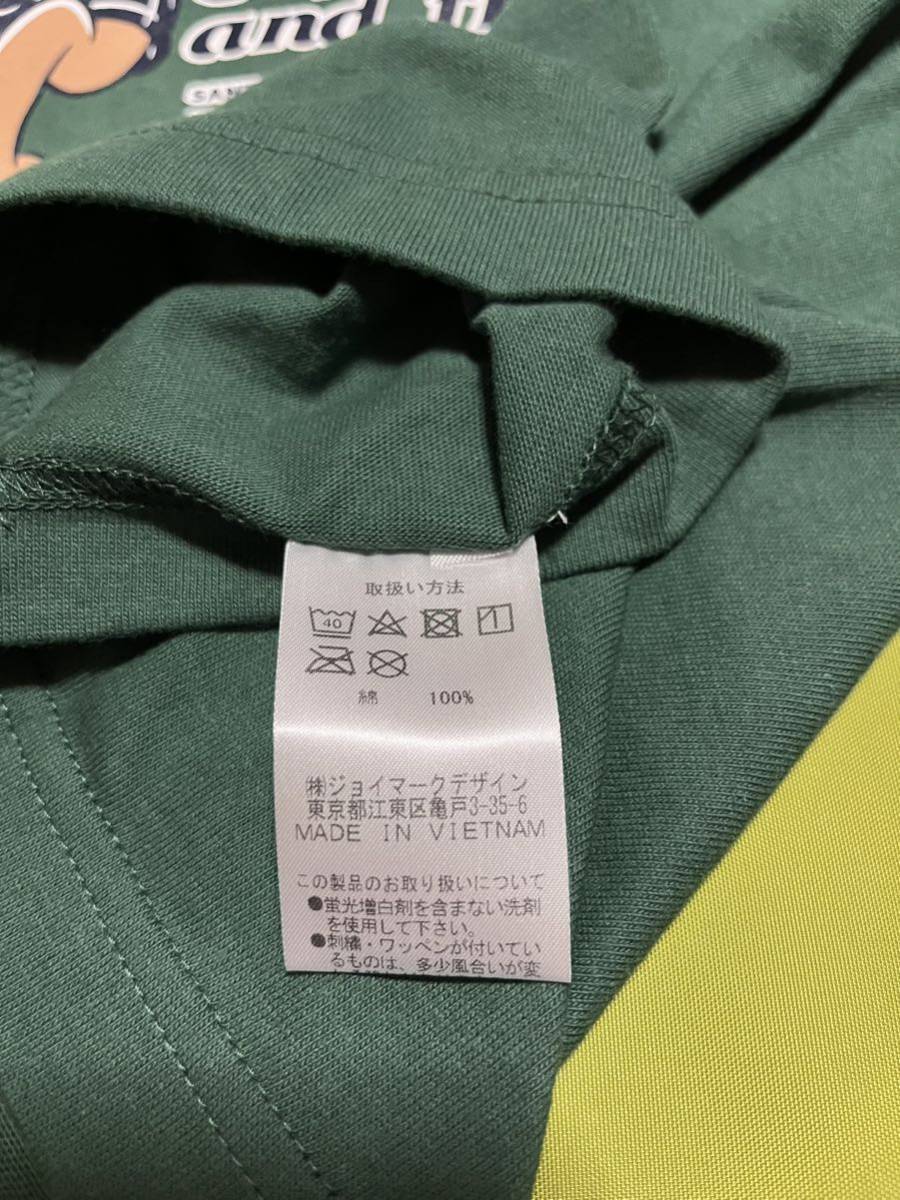 and
SAN
取扱い方法
40
綿 100%
㈱ジョイマークデザイン
東京都江東区亀戸3-35-6
MADE IN VIETNAM
この製品のお取り扱いについて
●蛍光増白剤を含まない洗剤
を使用して下さい。
●刺繍・ワッペンが付いてい
るものは、多少風合いが変